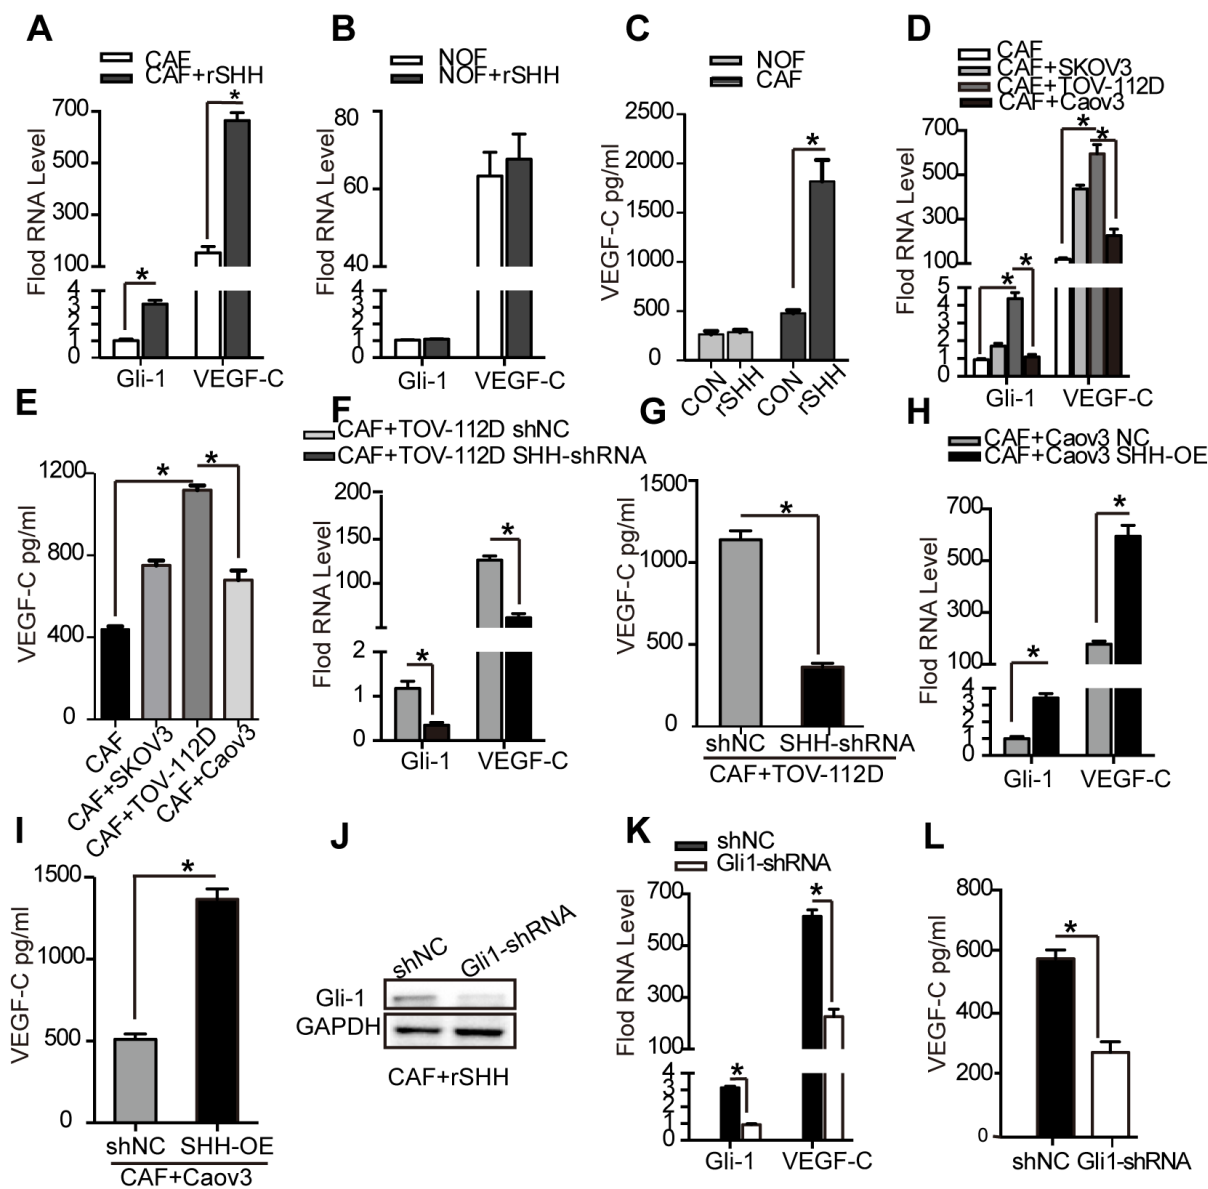 A
CAF
CAF+rSHH
Flod RNA Level
700
500
300
100
4
3
2
1
0
*
*
Gli-1 VEGF-C
B
NOF
NOF+rSHH
Flod RNA Level
80
60
40
4
3
2
1
0
Gli-1 VEGF-C
C
NOF
CAF
VEGF-C pg/ml
2500
2000
1500
1000
500
0
*
CON rSHH CON rSHH
D
CAF
CAF+SKOV3
CAF+TOV-112D
CAF+Caov3
Flod RNA Level
700
500
300
100
5
4
3
2
1
0
* *
* *
Gli-1 VEGF-C
E
VEGF-C pg/ml
1200
800
400
0
* *
CAF
CAF+SKOV3
CAF+TOV-112D
CAF+Caov3
F
CAF+TOV-112D shNC
CAF+TOV-112D SHH-shRNA
Flod RNA Level
200
150
100
2
1
0
*
*
Gli-1 VEGF-C
G
VEGF-C pg/ml
1500
1000
500
0
*
shNC SHH-shRNA
CAF+TOV-112D
H
CAF+Caov3 NC
CAF+Caov3 SHH-OE
Flod RNA Level
700
500
300
100
4
3
2
1
0
*
*
Gli-1 VEGF-C
I
VEGF-C pg/ml
1500
1000
500
0
*
shNC SHH-OE
CAF+Caov3
J
shNC Gli1-shRNA
Gli-1
GAPDH
CAF+rSHH
K
shNC
Gli1-shRNA
Flod RNA Level
700
500
300
100
4
3
2
1
0
*
*
Gli-1 VEGF-C
L
VEGF-C pg/ml
800
600
400
200
0
*
shNC Gli1-shRNA